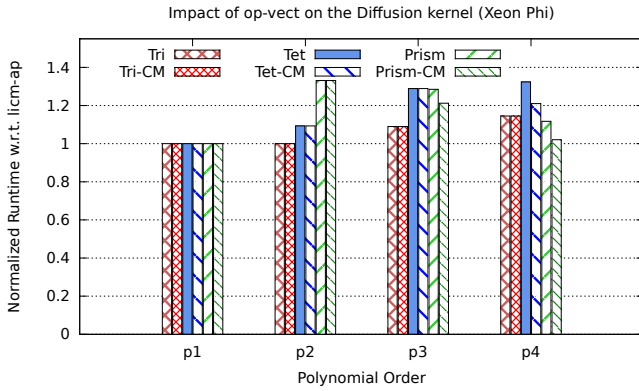 Impact of op-vect on the Diffusion kernel (Xeon Phi)
Tri Tet Prism
Tri-CM Tet-CM Prism-CM
1.4
1.2
1
0.8
0.6
0.4
0.2
0
Normalized Runtime w.r.t. licm-ap
p1 p2 p3 p4
Polynomial Order